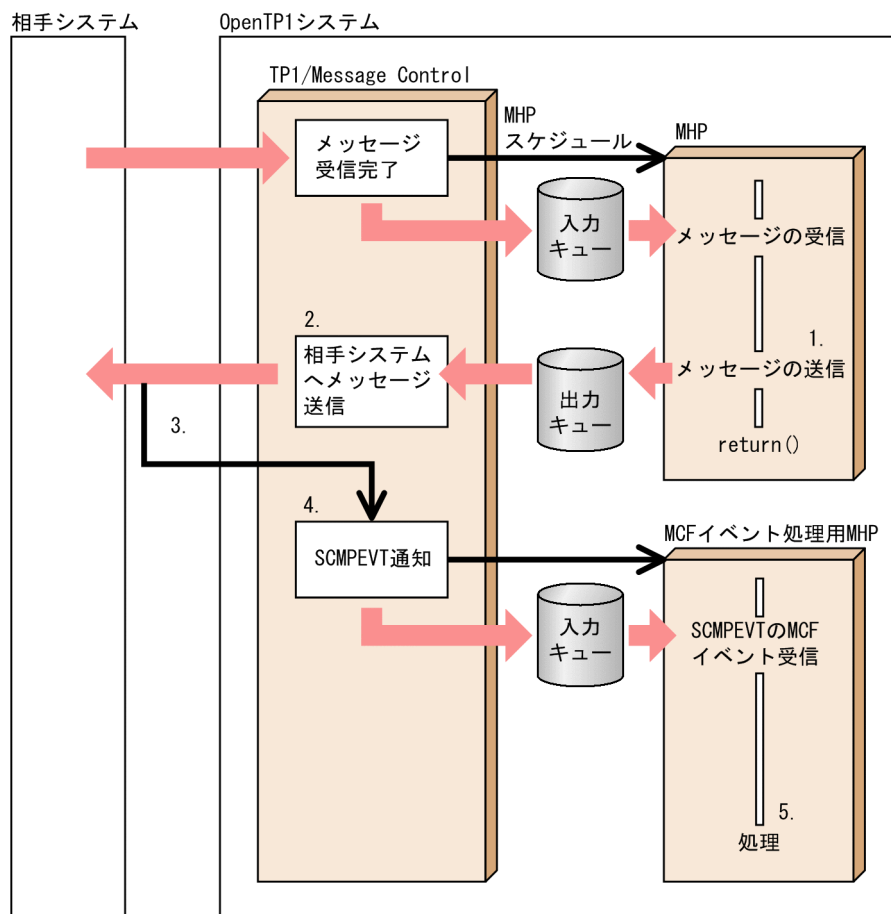 相手システム
OpenTP1システム
TP1/Message Control
メッセージ
受信完了
MHP
スケジュール
MHP
入力
キュー
メッセージの受信
2.
1.
相手システム
へメッセージ
送信
出力
キュー
メッセージの送信
3.
return()
4.
SCMPEVT通知
MCFイベント処理用MHP
入力
キュー
SCMPEVTのMCF
イベント受信
5.
処理